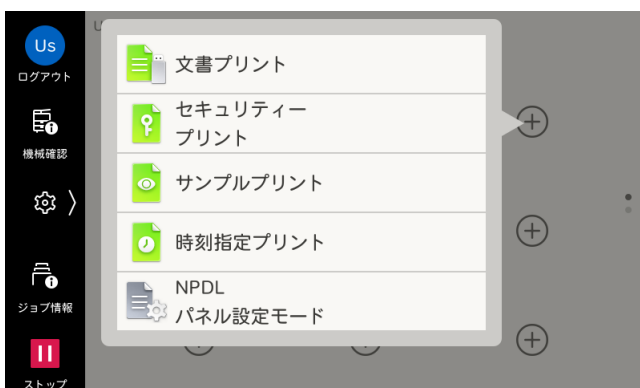 Us
ログアウト
機械確認
ジョブ情報
ストップ
U
文書プリント
セキュリティー
プリント
サンプルプリント
時刻指定プリント
NPDL
パネル設定モード